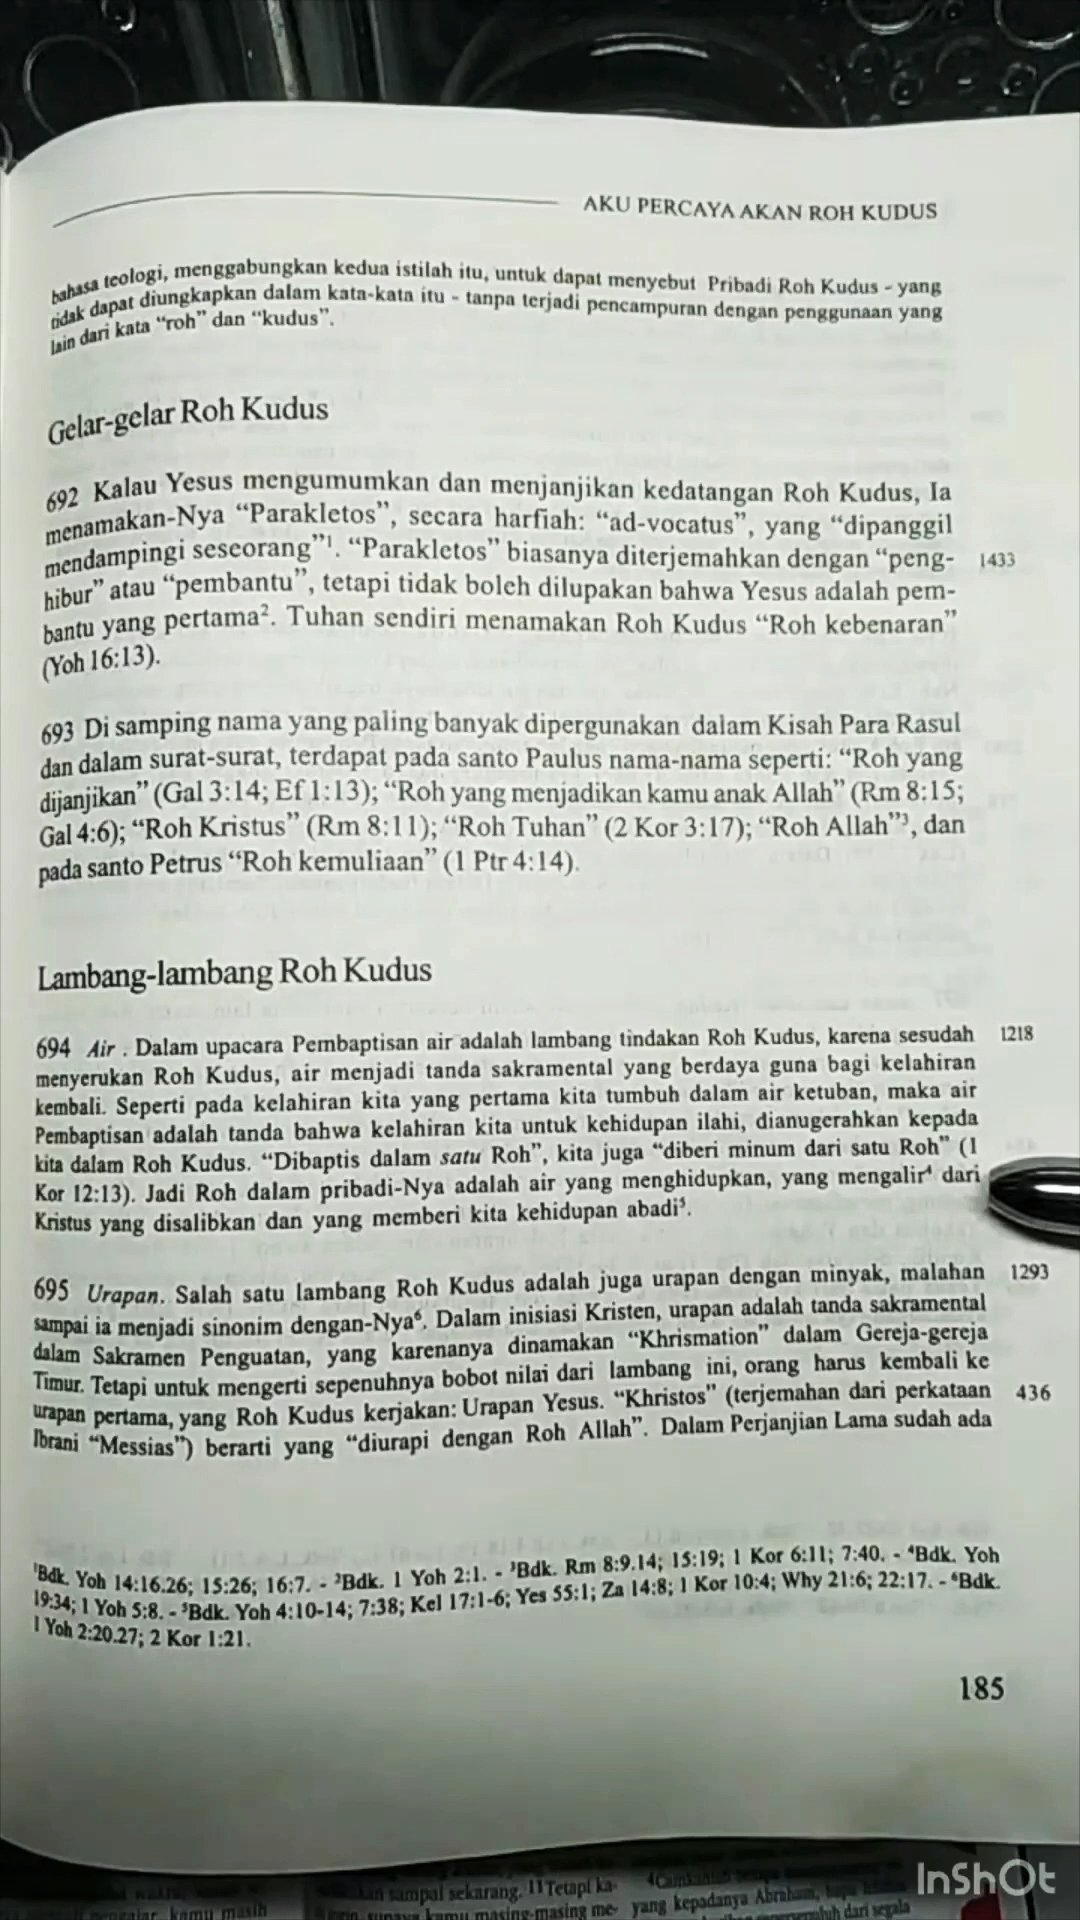 AKU PERCAYA AKAN ROH KUDUS
bahasa teologi, menggabungkan kedua istilah itu, untuk dapat menyebut Pribadi Roh Kudus - yang
tidak dapat diungkapkan dalam kata-kata itu - tanpa terjadi pencampuran dengan penggunaan yang
lain dari kata “roh” dan “kudus”.
Gelar-gelar Roh Kudus
692 Kalau Yesus mengumumkan dan menjanjikan kedatangan Roh Kudus, Ia
menamakan-Nya “Parakletos”, secara harfiah: “ad-vocatus”, yang “dipanggil
mendampingi seseorang”¹. “Parakletos” biasanya diterjemahkan dengan “peng- 1433
hibur” atau “pembantu”, tetapi tidak boleh dilupakan bahwa Yesus adalah pem-
bantu yang pertama². Tuhan sendiri menamakan Roh Kudus “Roh kebenaran”
(Yoh 16:13).
693 Di samping nama yang paling banyak dipergunakan dalam Kisah Para Rasul
dan dalam surat-surat, terdapat pada santo Paulus nama-nama seperti: “Roh yang
dijanjikan” (Gal 3:14; Ef 1:13); “Roh yang menjadikan kamu anak Allah” (Rm 8:15;
Gal 4:6); “Roh Kristus” (Rm 8:11); “Roh Tuhan” (2 Kor 3:17); “Roh Allah”³, dan
pada santo Petrus “Roh kemuliaan” (1 Ptr 4:14).
Lambang-lambang Roh Kudus
694 Air . Dalam upacara Pembaptisan air adalah lambang tindakan Roh Kudus, karena sesudah 1218
menyerukan Roh Kudus, air menjadi tanda sakramental yang berdaya guna bagi kelahiran
kembali. Seperti pada kelahiran kita yang pertama kita tumbuh dalam air ketuban, maka air
Pembaptisan adalah tanda bahwa kelahiran kita untuk kehidupan ilahi, dianugerahkan kepada
kita dalam Roh Kudus. “Dibaptis dalam satu Roh”, kita juga “diberi minum dari satu Roh” (1
Kor 12:13). Jadi Roh dalam pribadi-Nya adalah air yang menghidupkan, yang mengalir⁴ dari
Kristus yang disalibkan dan yang memberi kita kehidupan abadi⁵.
695 Urapan. Salah satu lambang Roh Kudus adalah juga urapan dengan minyak, malahan 1293
sampai ia menjadi sinonim dengan-Nya⁶. Dalam inisiasi Kristen, urapan adalah tanda sakramental
dalam Sakramen Penguatan, yang karenanya dinamakan “Khrismation” dalam Gereja-gereja
Timur. Tetapi untuk mengerti sepenuhnya bobot nilai dari lambang ini, orang harus kembali ke
urapan pertama, yang Roh Kudus kerjakan: Urapan Yesus. “Khristos” (terjemahan dari perkataan 436
Ibrani “Messias”) berarti yang “diurapi dengan Roh Allah”. Dalam Perjanjian Lama sudah ada
¹Bdk. Yoh 14:16.26; 15:26; 16:7. - ²Bdk. 1 Yoh 2:1. - ³Bdk. Rm 8:9.14; 15:19; 1 Kor 6:11; 7:40. - ⁴Bdk. Yoh
19:34; 1 Yoh 5:8. - ⁵Bdk. Yoh 4:10-14; 7:38; Kel 17:1-6; Yes 55:1; Za 14:8; 1 Kor 10:4; Why 21:6; 22:17. - ⁶Bdk.
1 Yoh 2:20.27; 2 Kor 1:21.
185
InShOt
sampai sekarang. 11 Tetapi ka-
kamu masih
kamu masing-masing me-
yang kepadanya Abraham,
dari segala